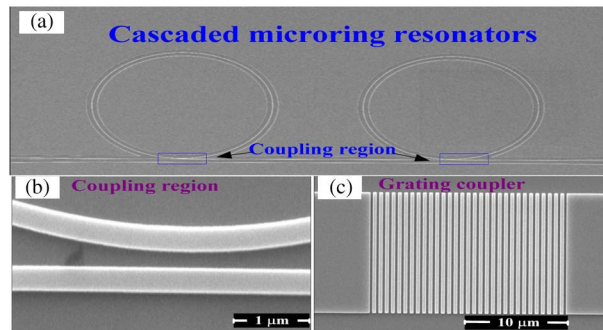 (a)
Cascaded microring resonators
Coupling region
(b)
Coupling region
1 µm
(c)
Grating coupler
10 µm